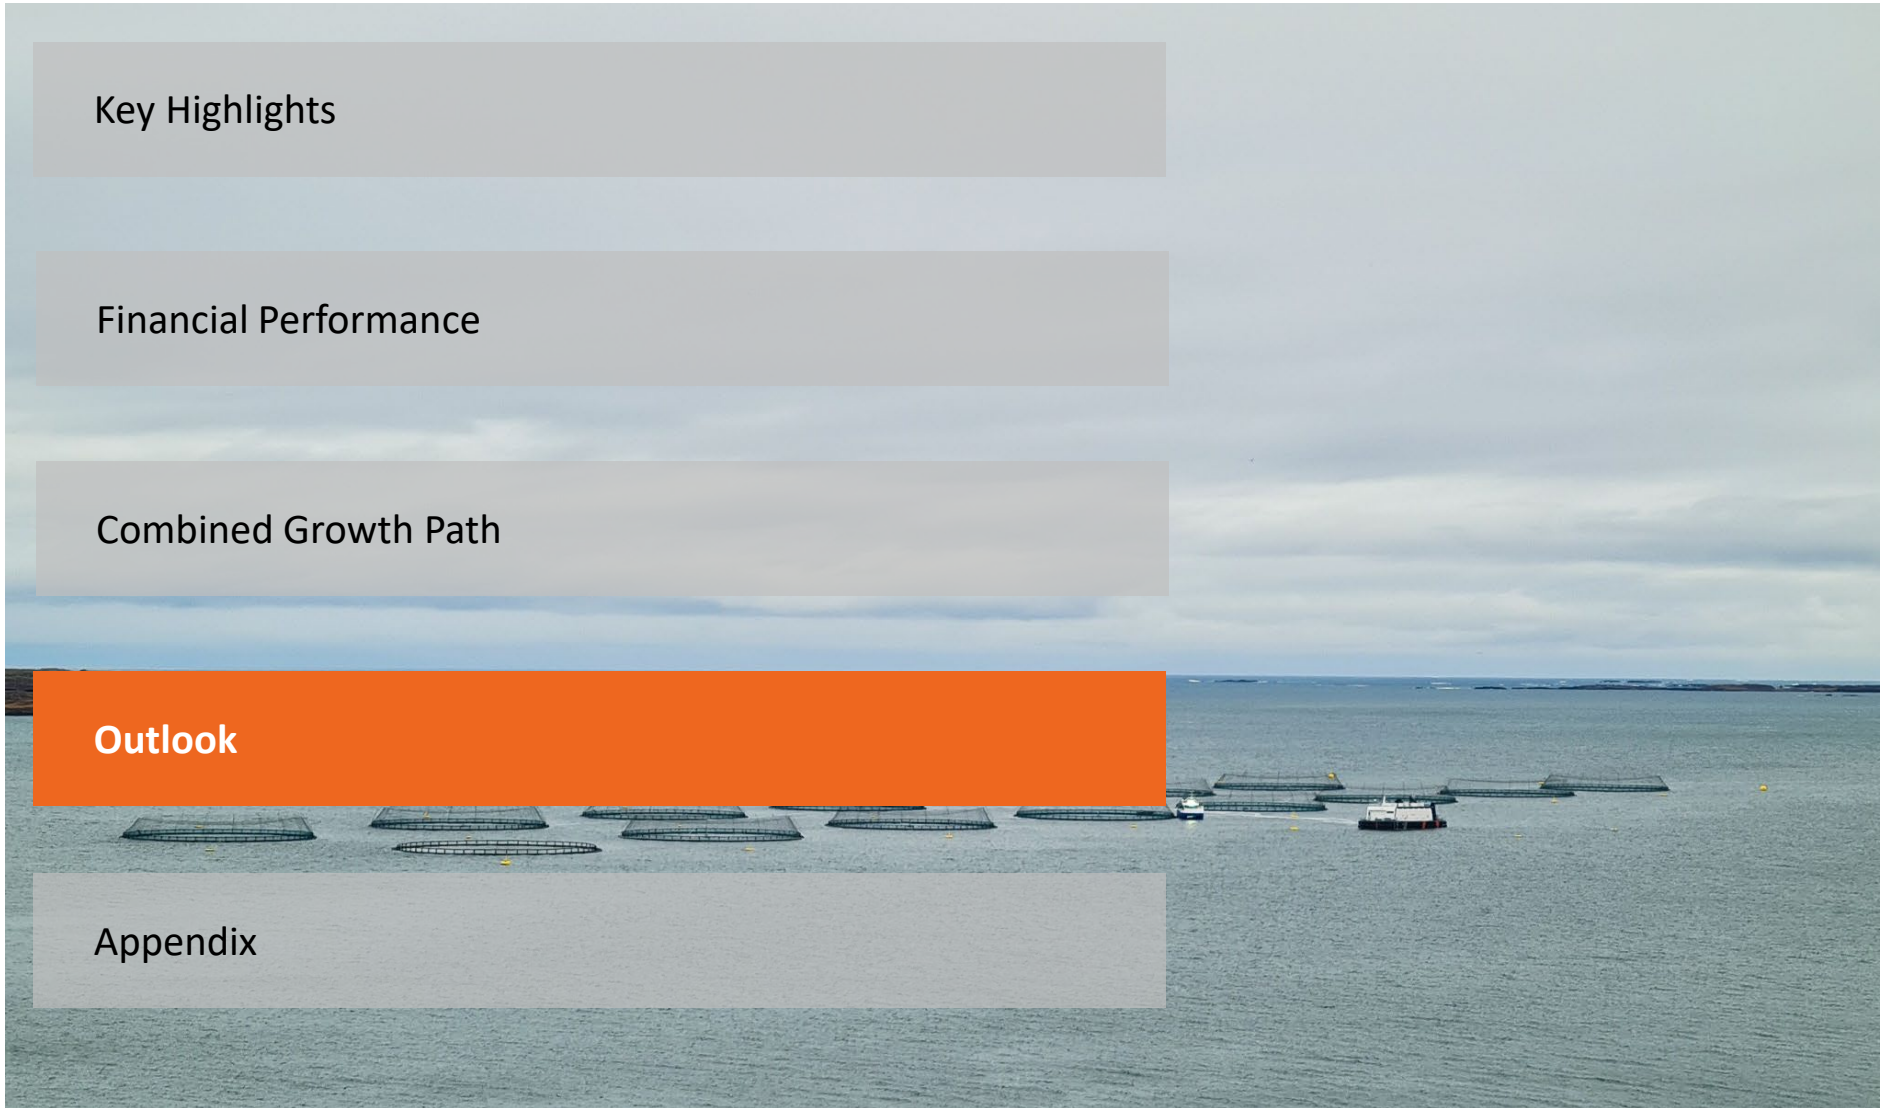 Key Highlights
Financial Performance
Combined Growth Path
Outlook
Appendix